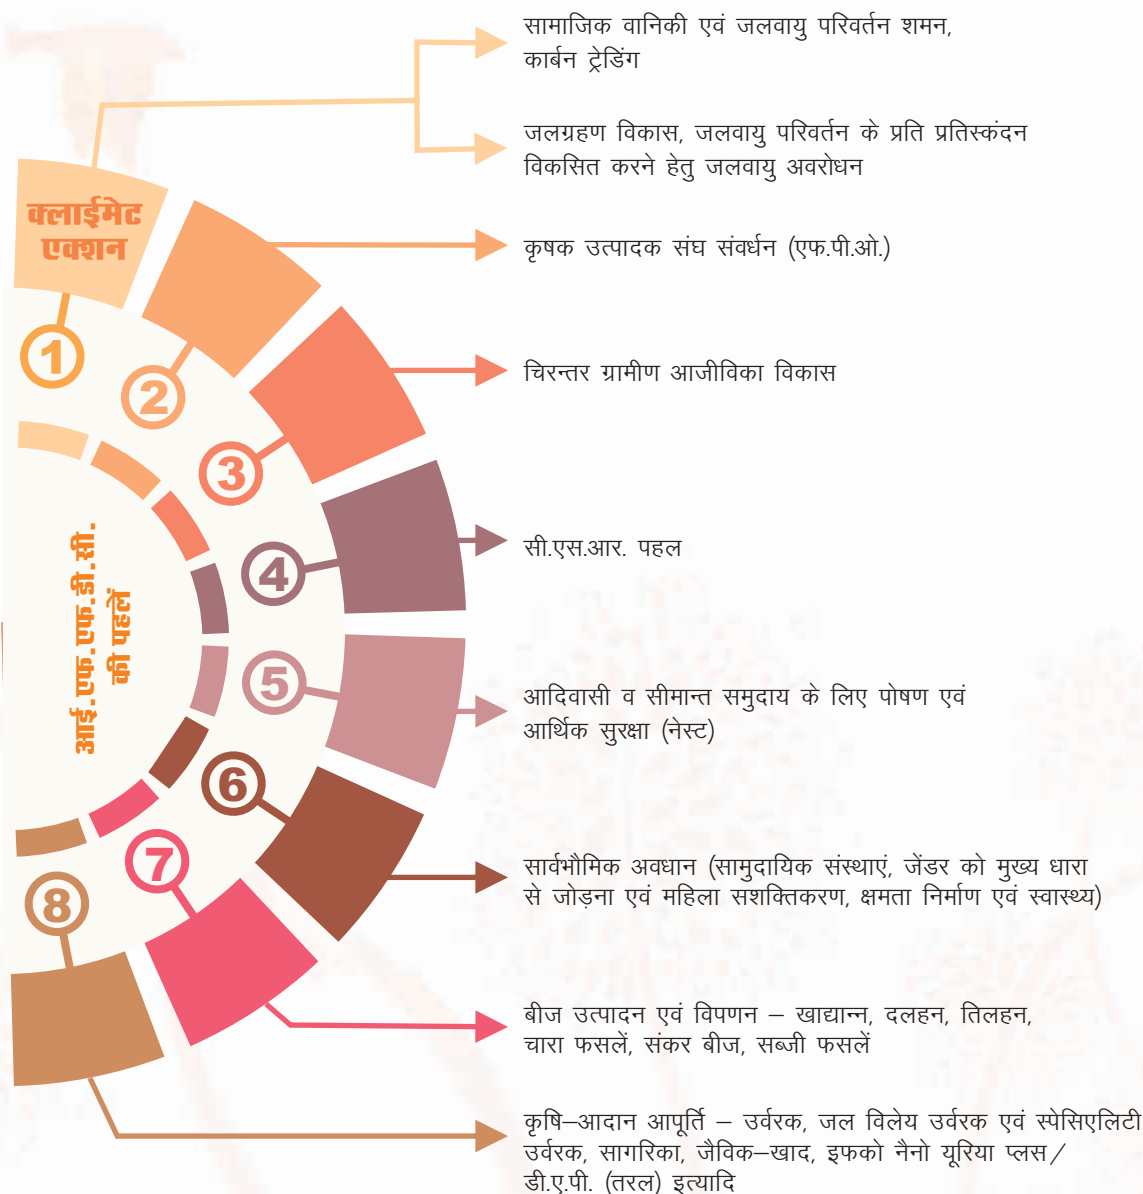 सामाजिक वानिकी एवं जलवायु परिवर्तन शमन,
कार्बन ट्रेडिंग
जलग्रहण विकास, जलवायु परिवर्तन के प्रति प्रतिस्कंदन
विकसित करने हेतु जलवायु अवरोधन
क्लाईमेट
एक्शन
1
कृषक उत्पादक संघ संवर्धन (एफ.पी.ओ.)
2
चिरन्तर ग्रामीण आजीविका विकास
3
सी.एस.आर. पहल
4
आई.एफ.एफ.डी.सी.
की पहलें
आदिवासी व सीमान्त समुदाय के लिए पोषण एवं
आर्थिक सुरक्षा (नेस्ट)
5
सार्वभौमिक अवधान (सामुदायिक संस्थाएं, जेंडर को मुख्य धारा
से जोड़ना एवं महिला सशक्तिकरण, क्षमता निर्माण एवं स्वास्थ्य)
6
बीज उत्पादन एवं विपणन – खाद्यान्न, दलहन, तिलहन,
चारा फसलें, संकर बीज, सब्जी फसलें
7
कृषि–आदान आपूर्ति – उर्वरक, जल विलेय उर्वरक एवं स्पेसिएलिटी
उर्वरक, सागरिका, जैविक–खाद, इफको नैनो यूरिया प्लस/
डी.ए.पी. (तरल) इत्यादि
8